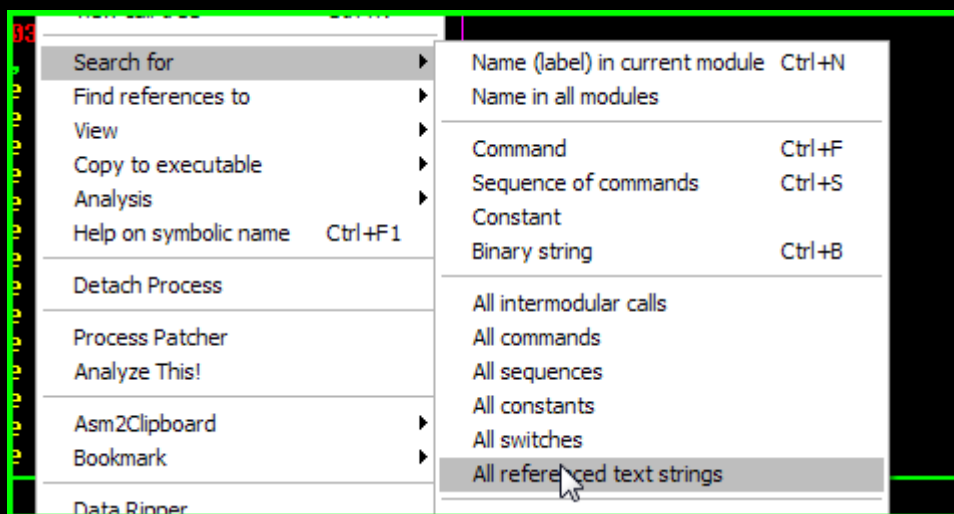 03
Search for
Find references to
View
Copy to executable
Analysis
Help on symbolic name Ctrl+F1
Detach Process
Process Patcher
Analyze This!
Asm2Clipboard
Bookmark
Data Ripper
Name (label) in current module Ctrl+N
Name in all modules
Command Ctrl+F
Sequence of commands Ctrl+S
Constant
Binary string Ctrl+B
All intermodular calls
All commands
All sequences
All constants
All switches
All referenced text strings